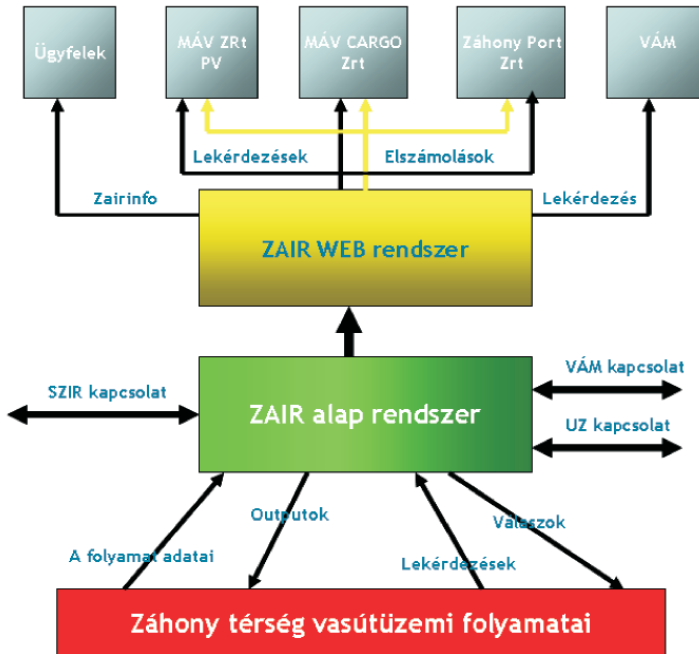 Ügyfelek
MÁV ZRt
PV
MÁV CARGO
Zrt
Záhony Port
Zrt
VÁM
Lekérdezések
Elszámolások
Zairinfo
Lekérdezés
ZAIR WEB rendszer
SZIR kapcsolat
ZAIR alap rendszer
VÁM kapcsolat
UZ kapcsolat
Outputok
Válaszok
A folyamat adatai
Lekérdezések
Záhony térség vasútüzemi folyamatai